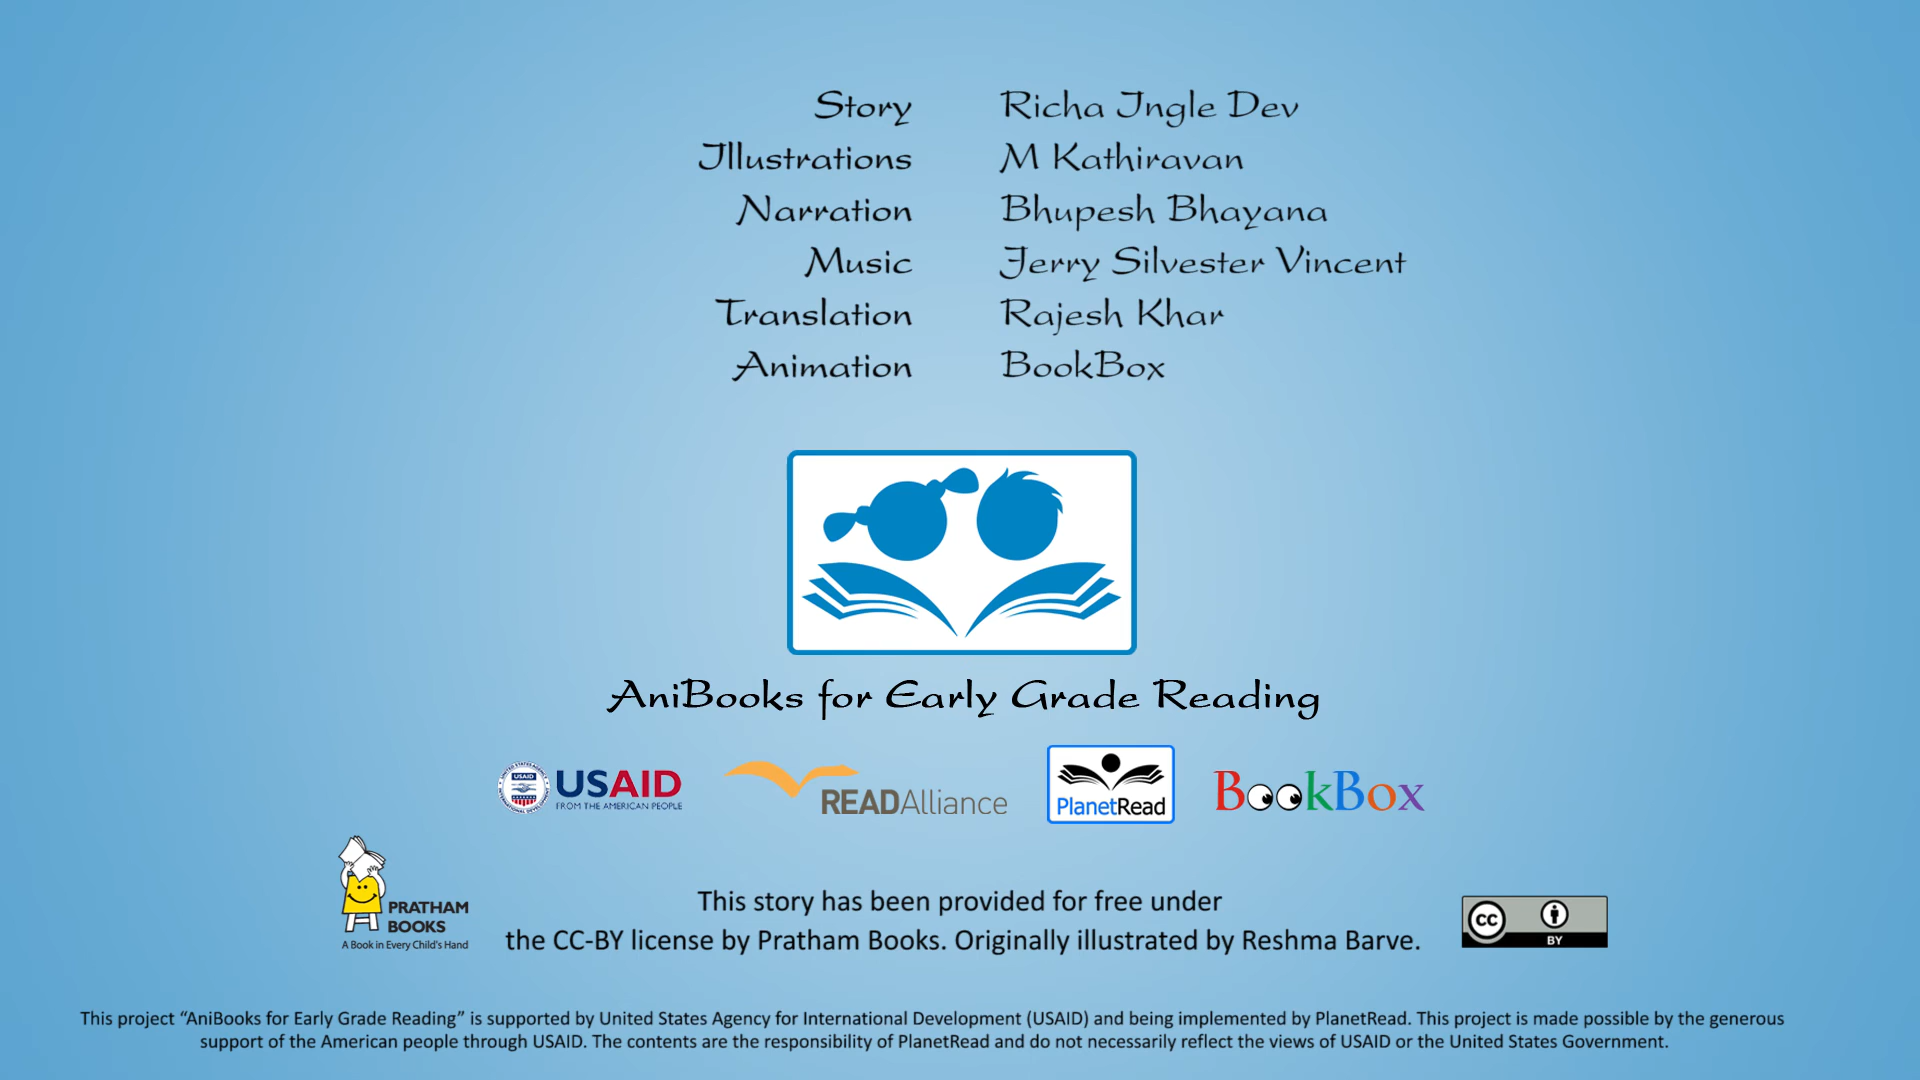 Story Richa Ingle Dev
Illustrations M Kathiravan
Narration Bhupesh Bhayana
Music Jerry Silvester Vincent
Translation Rajesh Khar
Animation BookBox
AniBooks for Early Grade Reading
USAID
FROM THE AMERICAN PEOPLE
READAlliance
PlanetRead
BookBox
PRATHAM
BOOKS
A Book in Every Child's Hand
This story has been provided for free under
the CC-BY license by Pratham Books. Originally illustrated by Reshma Barve.
cc
BY
This project “AniBooks for Early Grade Reading” is supported by United States Agency for International Development (USAID) and being implemented by PlanetRead. This project is made possible by the generous
support of the American people through USAID. The contents are the responsibility of PlanetRead and do not necessarily reflect the views of USAID or the United States Government.